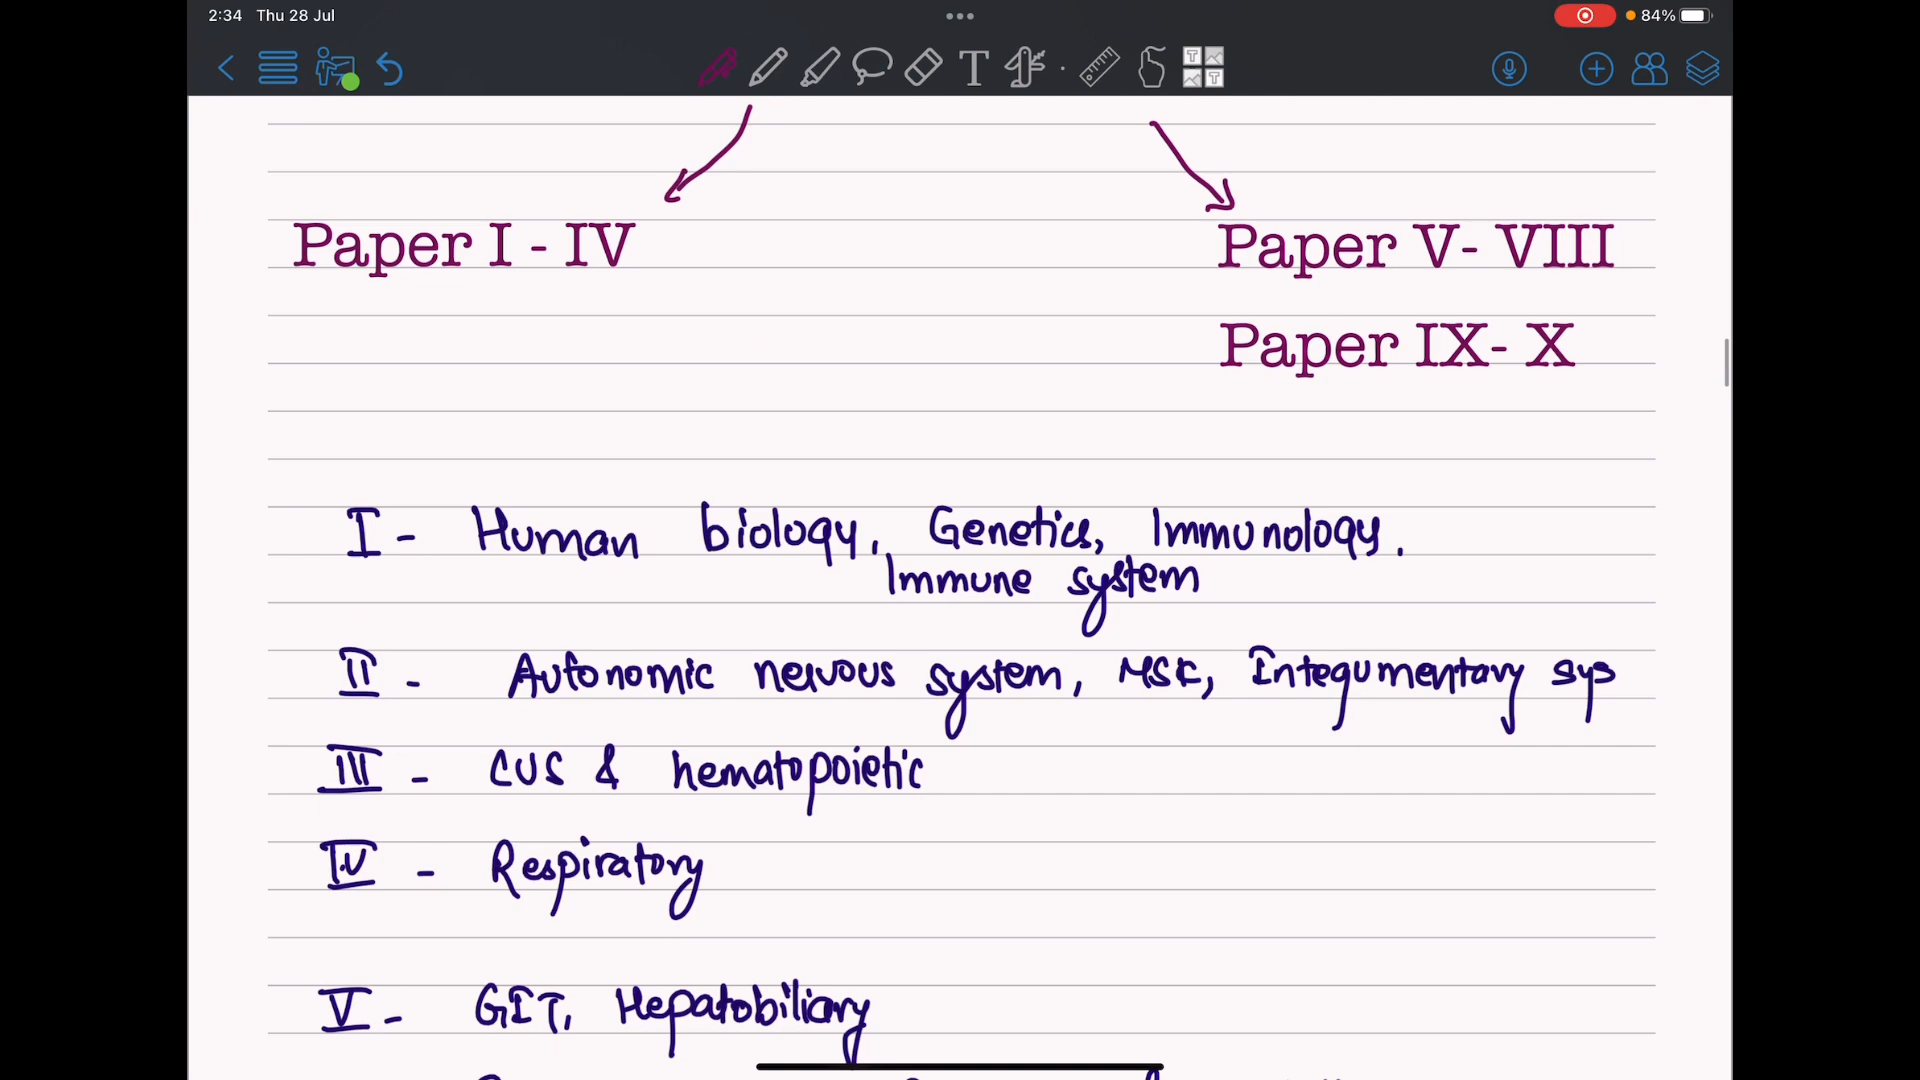 2:34 Thu 28 Jul
84%
Paper I - IV
Paper V- VIII
Paper IX- X
I - Human biology, Genetics, Immunology.
Immune system
II - Autonomic nervous system, MSK, Integumentary sys
III - CVS & hematopoietic
IV - Respiratory
V - GIT, Hepatobiliary